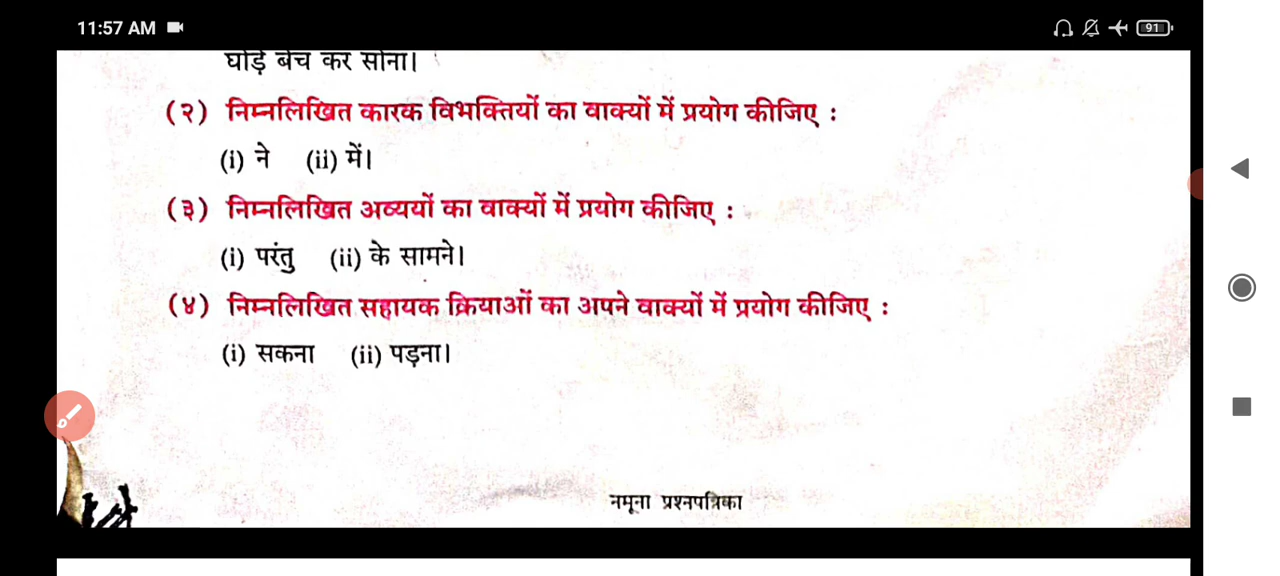 11:57 AM
91
घोड़े बेच कर सोना।
(२) निम्नलिखित कारक विभक्तियों का वाक्यों में प्रयोग कीजिए :
(i) ने (ii) में।
(३) निम्नलिखित अव्ययों का वाक्यों में प्रयोग कीजिए :
(i) परंतु (ii) के सामने।
(४) निम्नलिखित सहायक क्रियाओं का अपने वाक्यों में प्रयोग कीजिए :
(i) सकना (ii) पड़ना।
नमूना प्रश्नपत्रिका